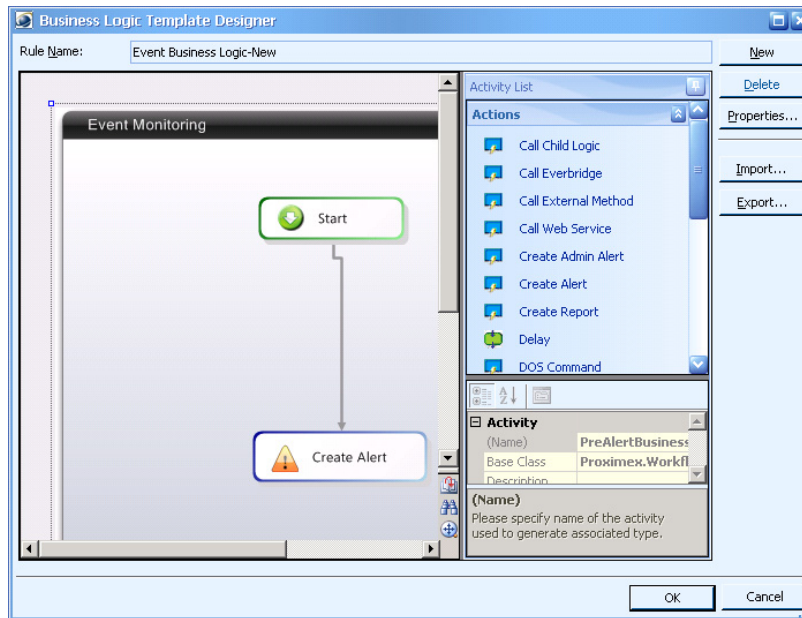 Business Logic Template Designer
Rule Name: Event Business Logic-New
New
Delete
Properties...
Import...
Export...
Event Monitoring
Start
Create Alert
Activity List
Actions
Call Child Logic
Call Everbridge
Call External Method
Call Web Service
Create Admin Alert
Create Alert
Create Report
Delay
DOS Command
Activity
(Name) PreAlertBusiness
Base Class Proximex.Workfl
Description
(Name)
Please specify name of the activity
used to generate associated type.
OK Cancel